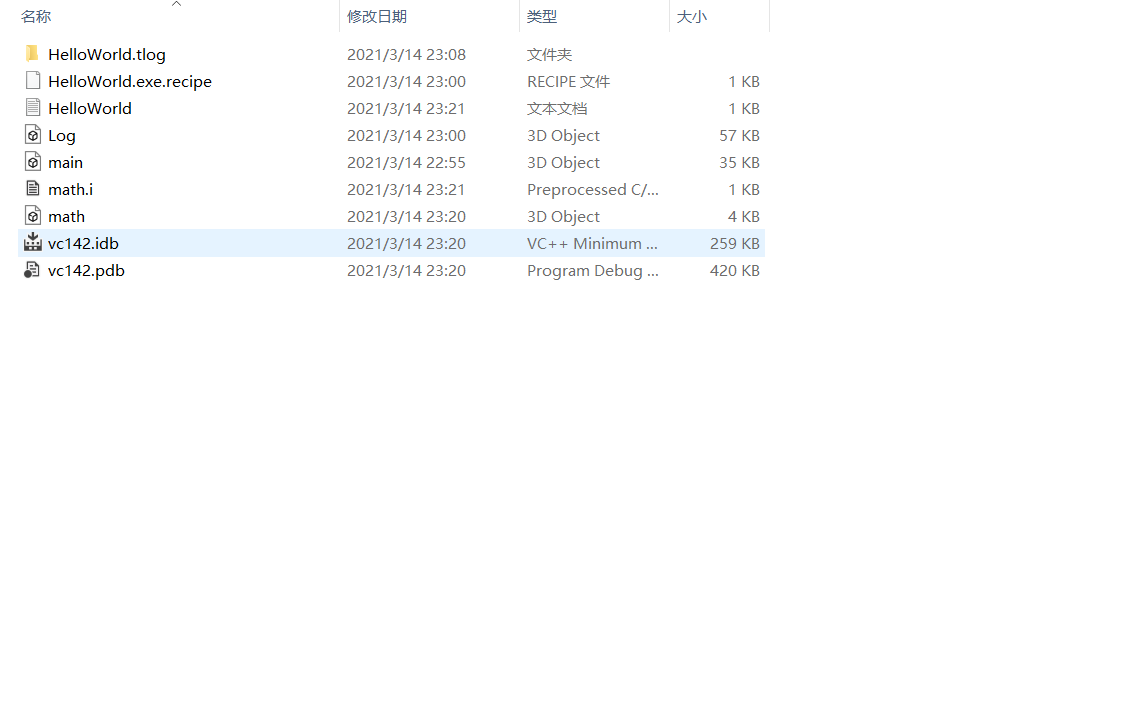 名称 修改日期 类型 大小
HelloWorld.tlog 2021/3/14 23:08 文件夹
HelloWorld.exe.recipe 2021/3/14 23:00 RECIPE 文件 1 KB
HelloWorld 2021/3/14 23:21 文本文档 1 KB
Log 2021/3/14 23:00 3D Object 57 KB
main 2021/3/14 22:55 3D Object 35 KB
math.i 2021/3/14 23:21 Preprocessed C/... 1 KB
math 2021/3/14 23:20 3D Object 4 KB
vc142.idb 2021/3/14 23:20 VC++ Minimum ... 259 KB
vc142.pdb 2021/3/14 23:20 Program Debug ... 420 KB